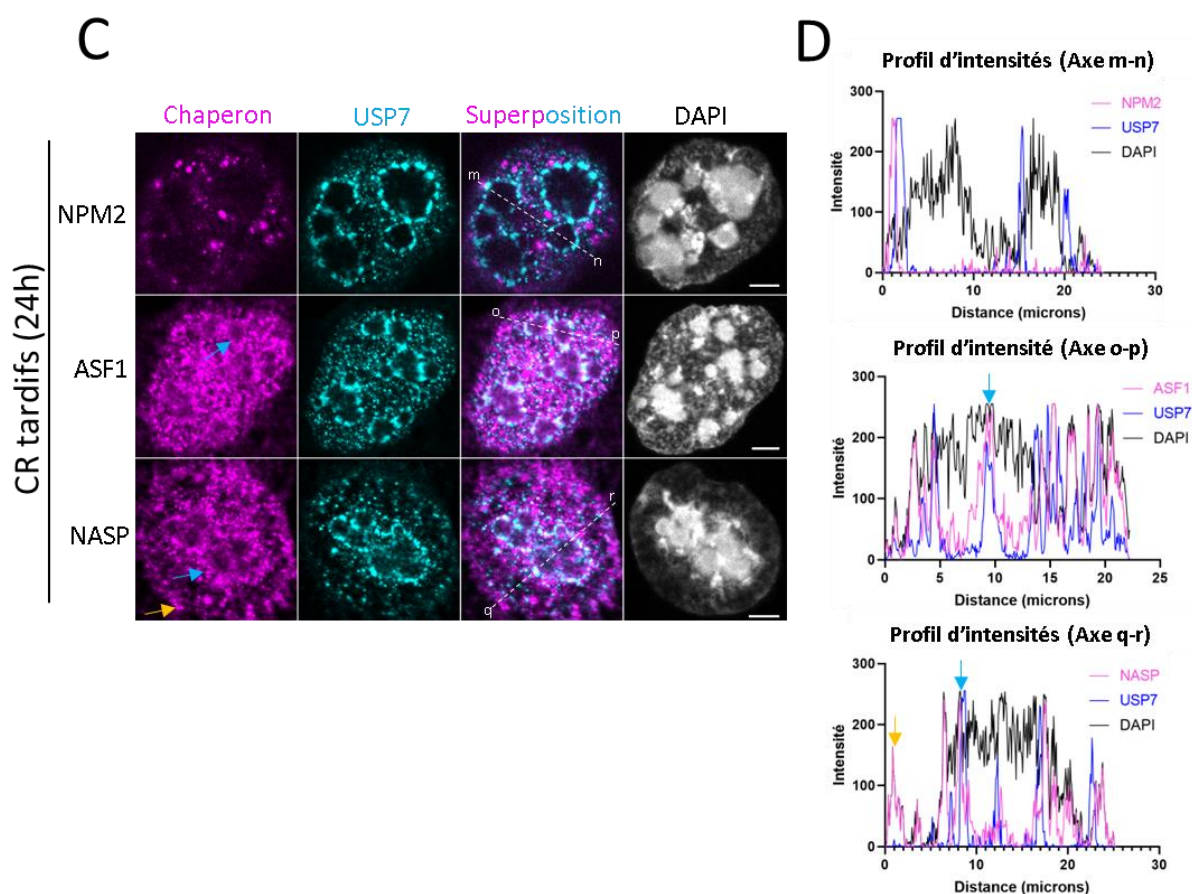 C
Chaperon
USP7
Superposition
DAPI
CR tardifs (24h)
NPM2
m
n
ASF1
o
p
NASP
r
q
D
Profil d'intensités (Axe m-n)
NPM2
USP7
DAPI
300
200
100
0
Intensité
0
10
20
30
Distance (microns)
Profil d'intensité (Axe o-p)
ASF1
USP7
DAPI
300
200
100
0
Intensité
0
5
10
15
20
25
Distance (microns)
Profil d'intensités (Axe q-r)
NASP
USP7
DAPI
300
200
100
0
Intensité
0
10
20
30
Distance (microns)